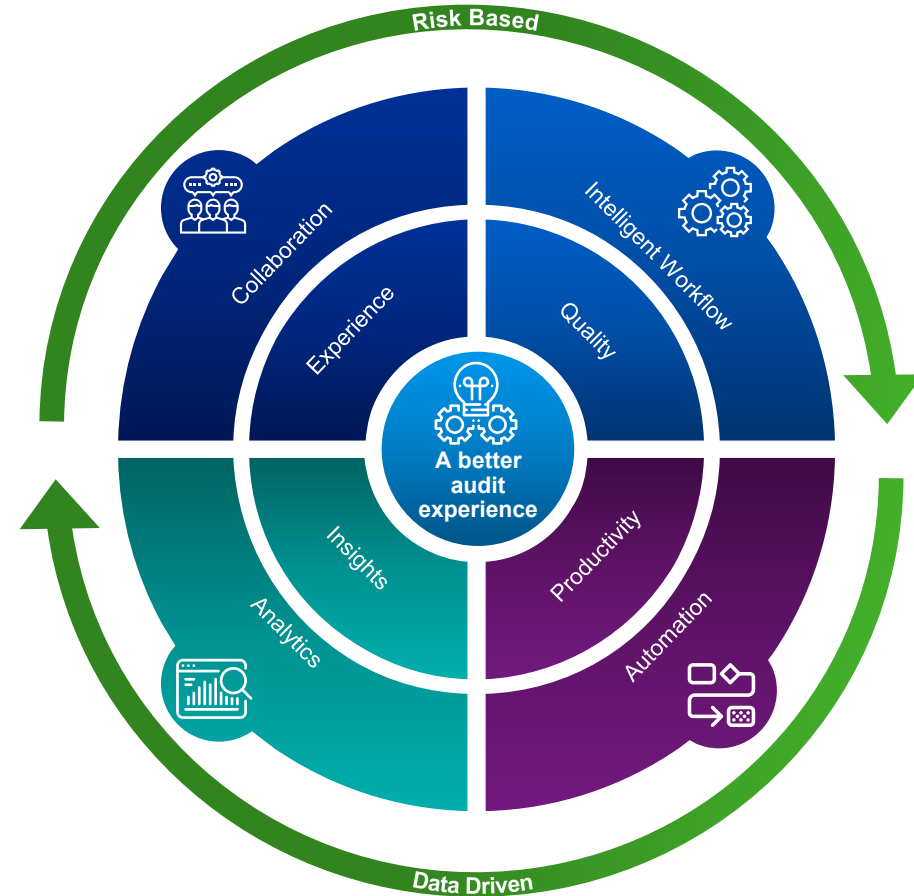 Risk Based
Collaboration
Intelligent Workflow
Experience
Quality
A better
audit
experience
Insights
Productivity
Analytics
Automation
Data Driven